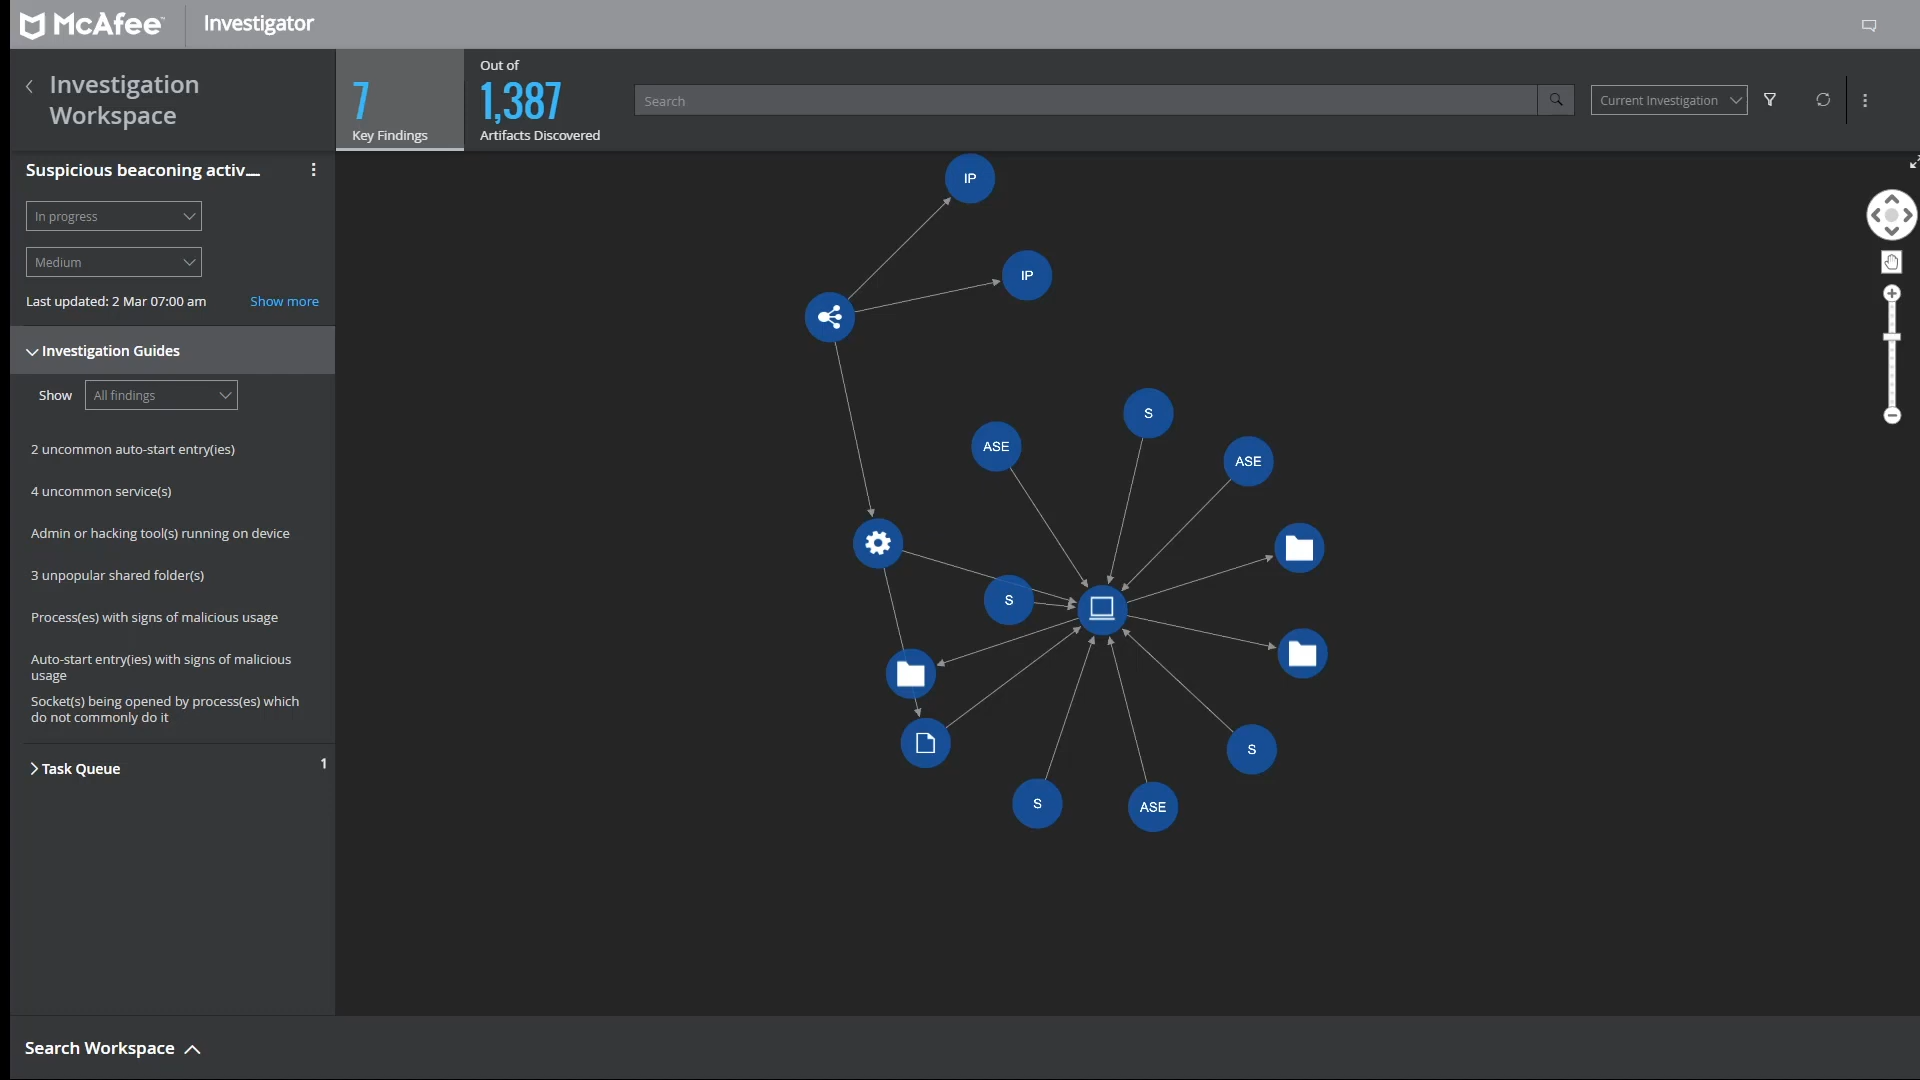 McAfee™
Investigator
Investigation
Workspace
7
Key Findings
Out of
1,387
Artifacts Discovered
Search
Current Investigation
Suspicious beaconing activ...
In progress
Medium
Last updated: 2 Mar 07:00 am
Show more
Investigation Guides
Show
All findings
2 uncommon auto-start entry(ies)
4 uncommon service(s)
Admin or hacking tool(s) running on device
3 unpopular shared folder(s)
Process(es) with signs of malicious usage
Auto-start entry(ies) with signs of malicious
usage
Socket(s) being opened by process(es) which
do not commonly do it
Task Queue
1
IP
IP
S
ASE
ASE
S
S
S
ASE
Search Workspace